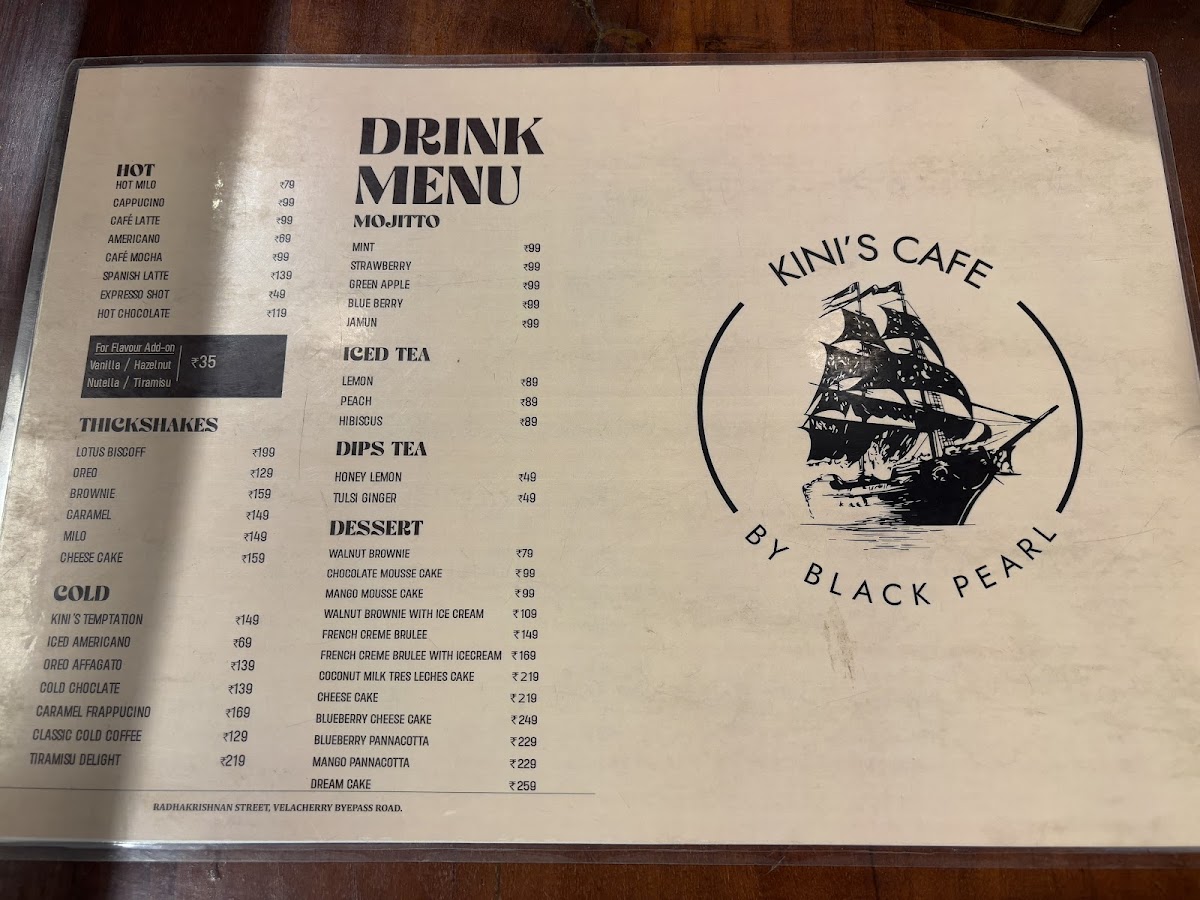 HOT
HOT MILO ₹79
CAPPUCINO ₹99
CAFÉ LATTE ₹99
AMERICANO ₹69
CAFÉ MOCHA ₹99
SPANISH LATTE ₹139
EXPRESSO SHOT ₹49
HOT CHOCOLATE ₹119
For Flavour Add-on
Vanilla / Hazelnut ₹35
Nutella / Tiramisu
THICKSHAKES
LOTUS BISCOFF ₹199
OREO ₹129
BROWNIE ₹159
CARAMEL ₹149
MILO ₹149
CHEESE CAKE ₹159
COLD
KINI'S TEMPTATION ₹149
ICED AMERICANO ₹69
OREO AFFAGATO ₹139
COLD CHOCLATE ₹139
CARAMEL FRAPPUCINO ₹169
CLASSIC COLD COFFEE ₹129
TIRAMISU DELIGHT ₹219
DRINK
MENU
MOJITTO
MINT ₹99
STRAWBERRY ₹99
GREEN APPLE ₹99
BLUE BERRY ₹99
JAMUN ₹99
ICED TEA
LEMON ₹89
PEACH ₹89
HIBISCUS ₹89
DIPS TEA
HONEY LEMON ₹49
TULSI GINGER ₹49
DESSERT
WALNUT BROWNIE ₹79
CHOCOLATE MOUSSE CAKE ₹99
MANGO MOUSSE CAKE ₹99
WALNUT BROWNIE WITH ICE CREAM ₹109
FRENCH CREME BRULEE ₹149
FRENCH CREME BRULEE WITH ICECREAM ₹169
COCONUT MILK TRES LECHES CAKE ₹219
CHEESE CAKE ₹219
BLUEBERRY CHEESE CAKE ₹249
BLUEBERRY PANNACOTTA ₹229
MANGO PANNACOTTA ₹229
DREAM CAKE ₹259
RADHAKRISHNAN STREET, VELACHERRY BYEPASS ROAD.
KINI'S CAFE
BY BLACK PEARL